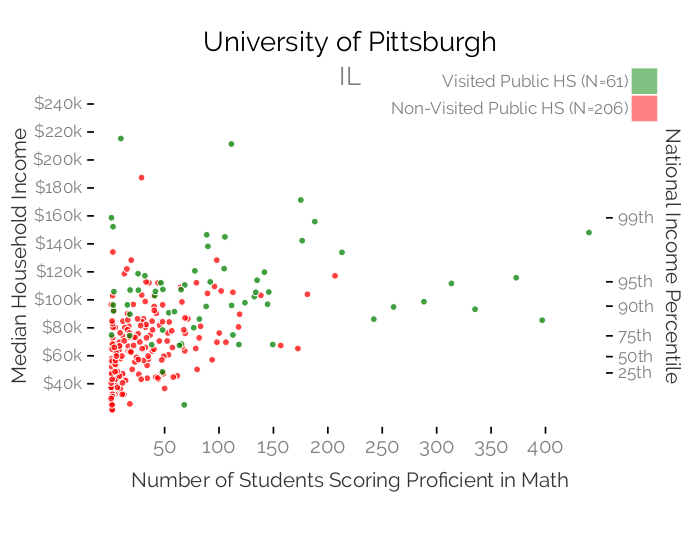 University of Pittsburgh
IL
Visited Public HS (N=61)
Non-Visited Public HS (N=206)
Median Household Income
$240k
$220k
$200k
$180k
$160k
$140k
$120k
$100k
$80k
$60k
$40k
National Income Percentile
99th
95th
90th
75th
50th
25th
50 100 150 200 250 300 350 400
Number of Students Scoring Proficient in Math